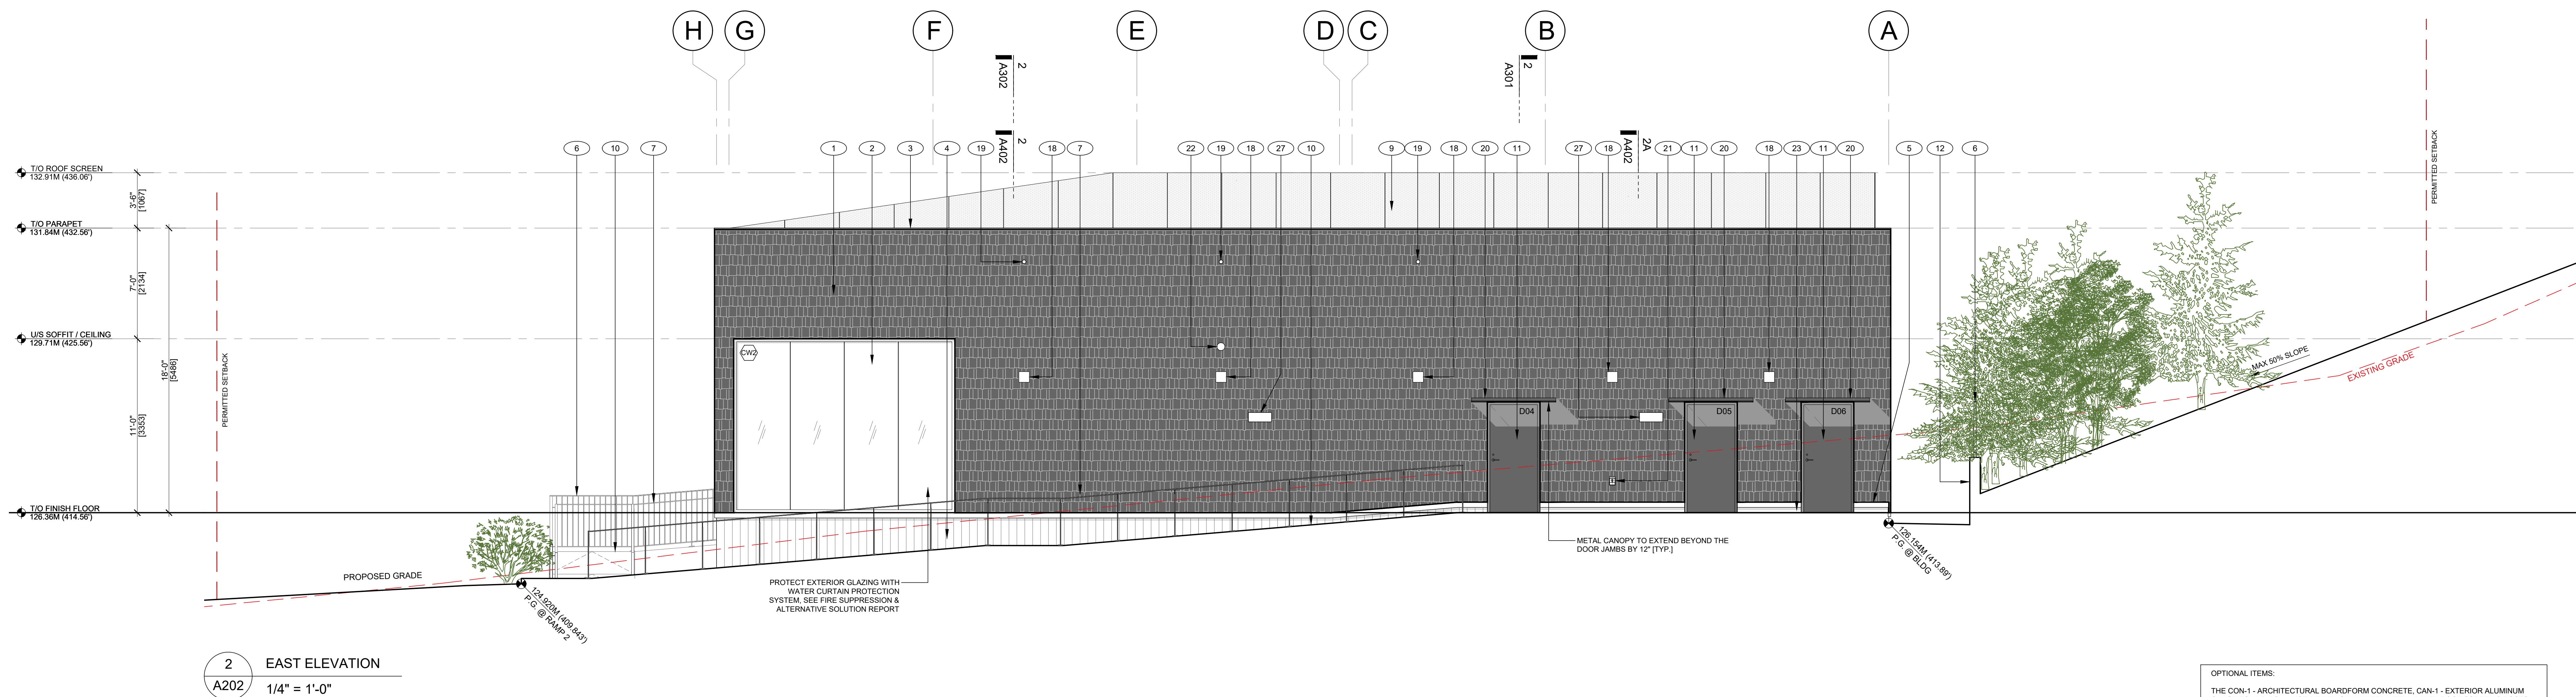 H G F E D C B A
2
A302
2
A301
2
A402
2A
A402
6 10 7 1 2 3 4 19 18 7 22 19 18 27 10 9 19 18 20 11 27 18 21 11 20 18 23 11 20 5 12 6
T/O ROOF SCREEN
132.91M (436.06')
3'-6"
[1067]
T/O PARAPET
131.84M (432.56')
7'-0"
[2134]
U/S SOFFIT / CEILING
129.71M (425.56')
18'-0"
[5486]
11'-0"
[3353]
T/O FINISH FLOOR
126.36M (414.56')
PERMITTED SETBACK
PERMITTED SETBACK
CW2
D04
D05
D06
MAX 50% SLOPE
EXISTING GRADE
METAL CANOPY TO EXTEND BEYOND THE
DOOR JAMBS BY 12" [TYP.]
126.154M (413.89')
P.G. @ BLDG
PROPOSED GRADE
124.920M (409.843')
P.G. @ RAMP 2
PROTECT EXTERIOR GLAZING WITH
WATER CURTAIN PROTECTION
SYSTEM, SEE FIRE SUPPRESSION &
ALTERNATIVE SOLUTION REPORT
2
A202
EAST ELEVATION
1/4" = 1'-0"
OPTIONAL ITEMS:
THE CON-1 - ARCHITECTURAL BOARDFORM CONCRETE, CAN-1 - EXTERIOR ALUMINUM